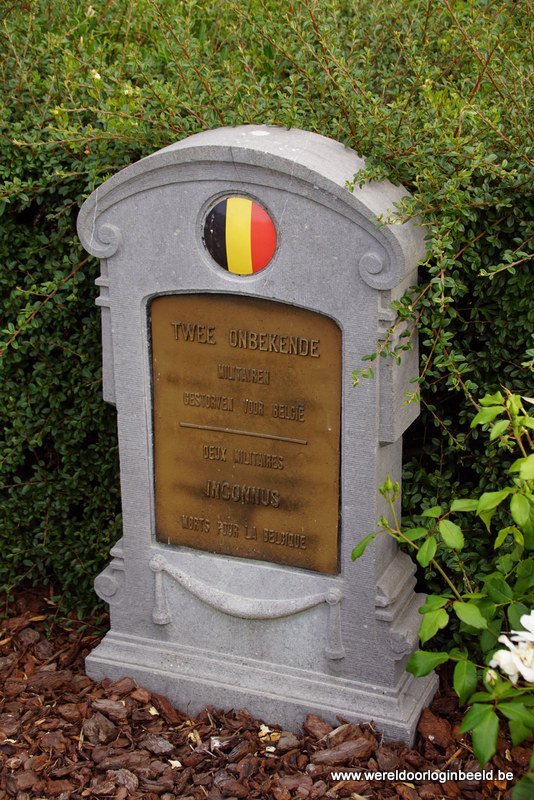 TWEE ONBEKENDE
MILITAIREN
GESTORVEN VOOR BELGIË
DEUX MILITAIRES
INCONNUS
MORTS POUR LA BELGIQUE
www.wereldoorloginbeeld.be